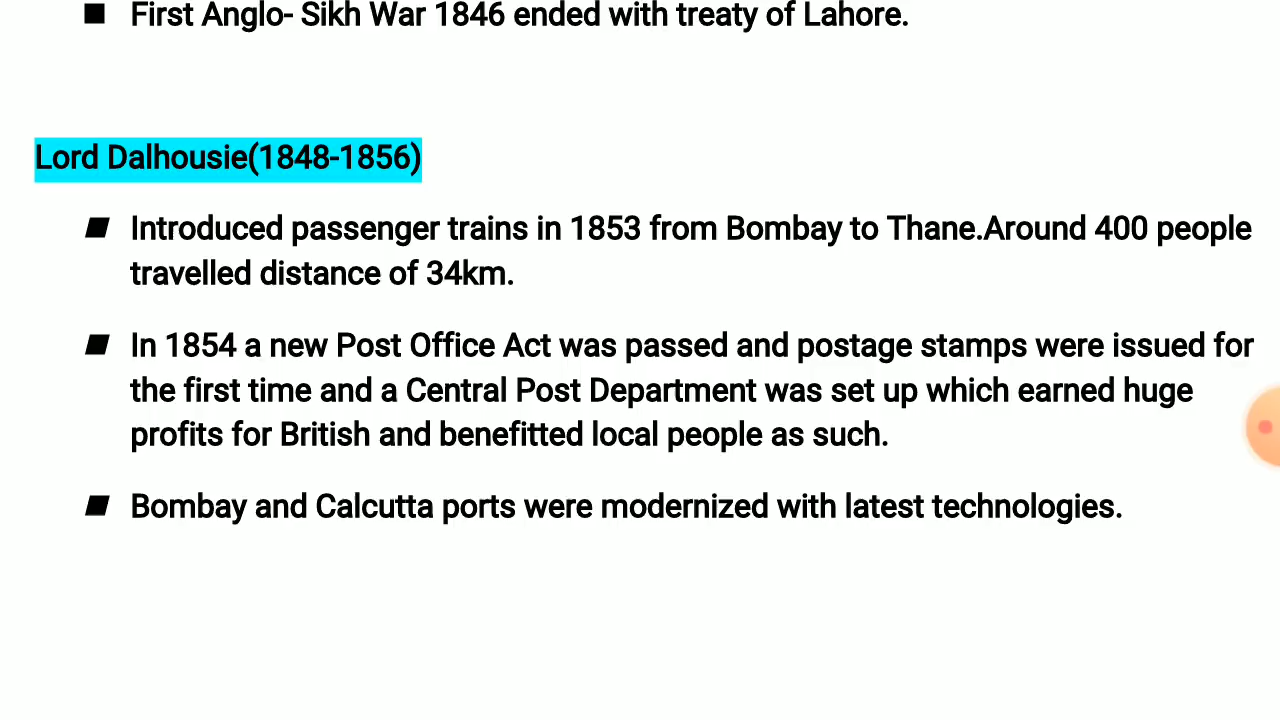 First Anglo- Sikh War 1846 ended with treaty of Lahore.
Lord Dalhousie(1848-1856)
Introduced passenger trains in 1853 from Bombay to Thane.Around 400 people
travelled distance of 34km.
In 1854 a new Post Office Act was passed and postage stamps were issued for
the first time and a Central Post Department was set up which earned huge
profits for British and benefitted local people as such.
Bombay and Calcutta ports were modernized with latest technologies.